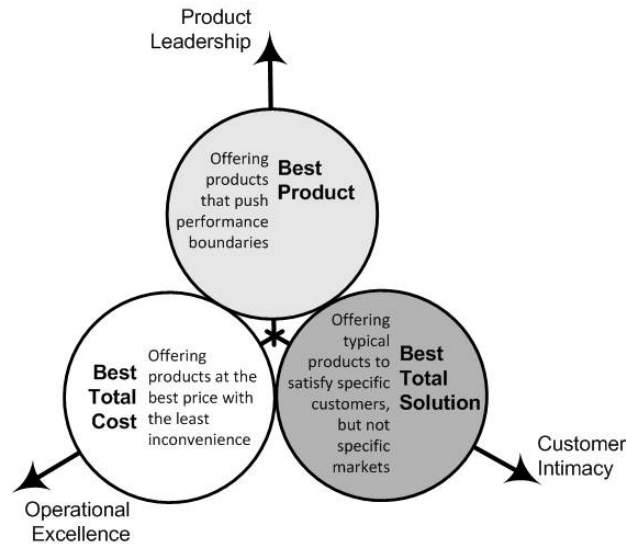 Product
Leadership
Offering
products
that push
performance
boundaries
Best
Product
Best
Total
Cost
Offering
products at the
best price with
the least
inconvenience
Offering
typical
products to
satisfy specific
customers,
but not
specific
markets
Best
Total
Solution
Operational
Excellence
Customer
Intimacy